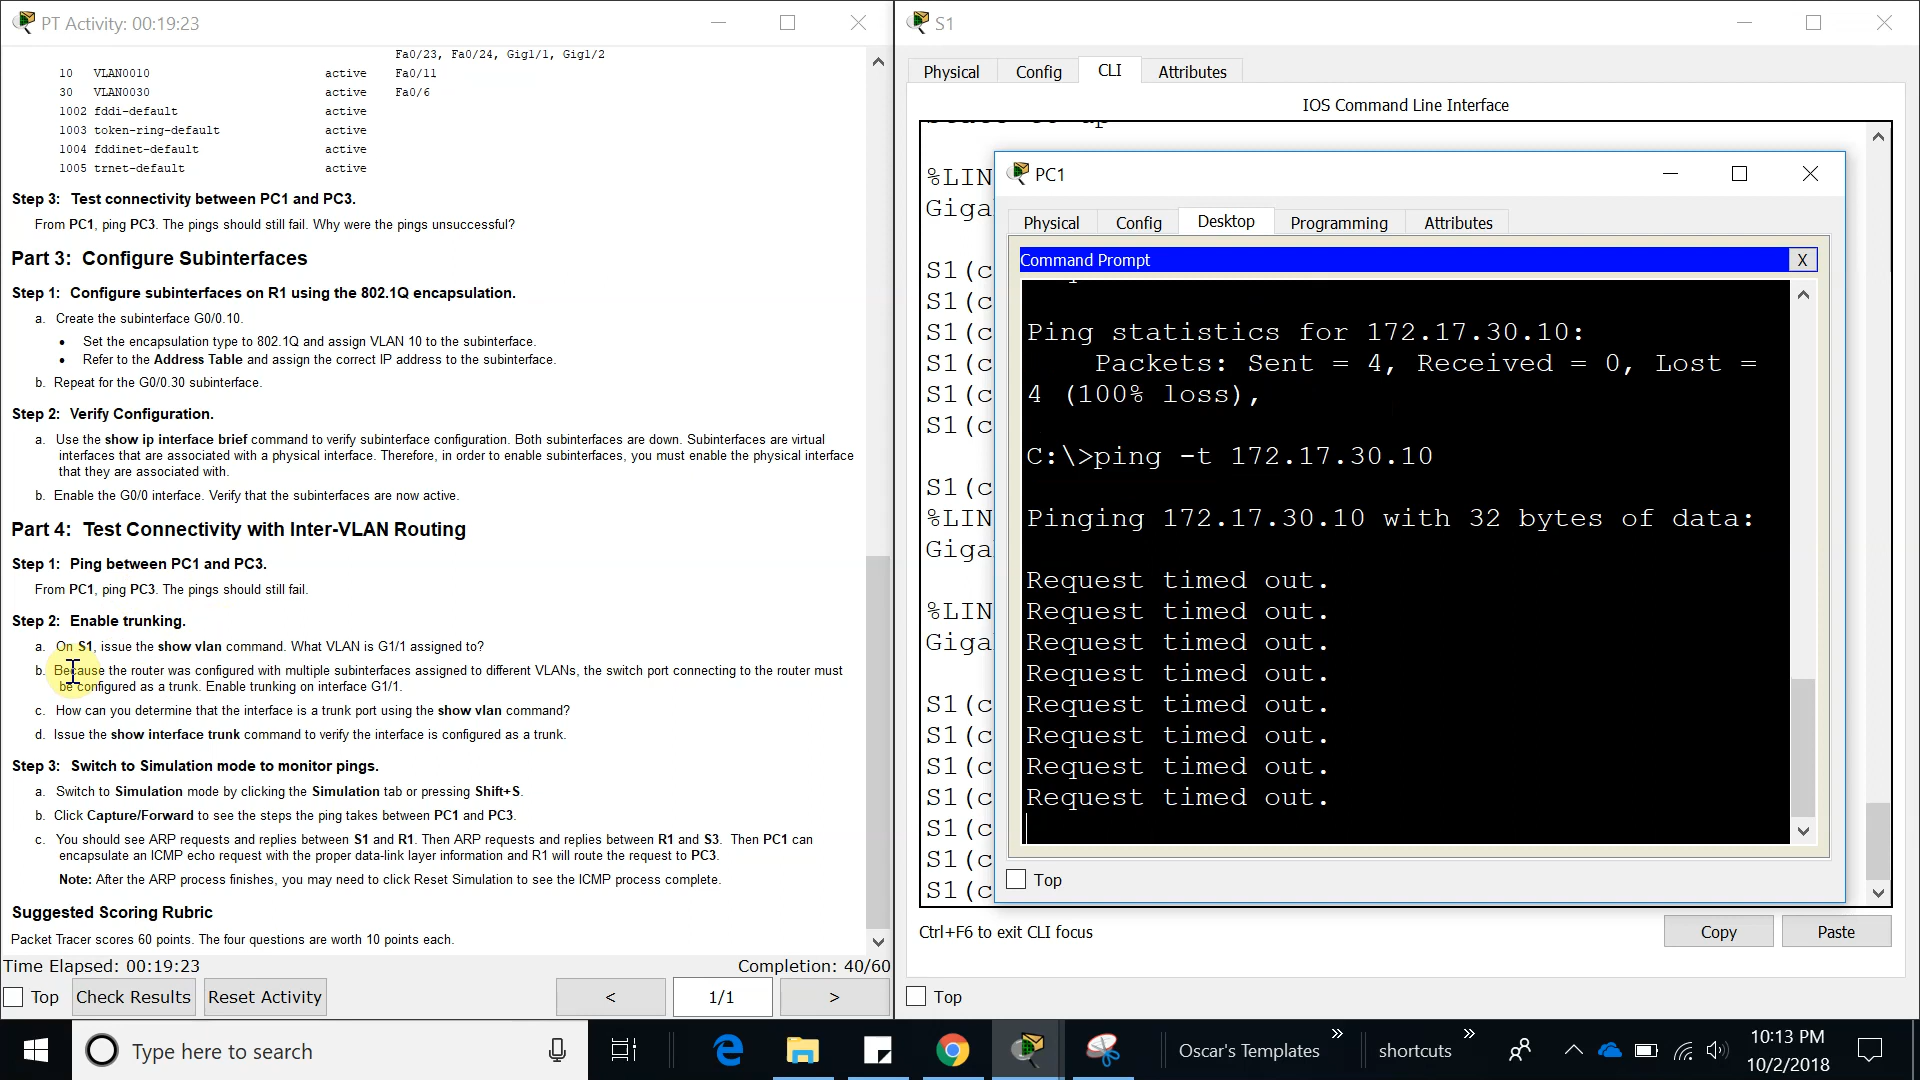 PT Activity: 00:19:23
Fa0/23, Fa0/24, Gig1/1, Gig1/2
10 VLAN0010 active Fa0/11
30 VLAN0030 active Fa0/6
1002 fddi-default active
1003 token-ring-default active
1004 fddinet-default active
1005 trnet-default active
Step 3: Test connectivity between PC1 and PC3.
From PC1, ping PC3. The pings should still fail. Why were the pings unsuccessful?
Part 3: Configure Subinterfaces
Step 1: Configure subinterfaces on R1 using the 802.1Q encapsulation.
a. Create the subinterface G0/0.10.
• Set the encapsulation type to 802.1Q and assign VLAN 10 to the subinterface.
• Refer to the Address Table and assign the correct IP address to the subinterface.
b. Repeat for the G0/0.30 subinterface.
Step 2: Verify Configuration.
a. Use the show ip interface brief command to verify subinterface configuration. Both subinterfaces are down. Subinterfaces are virtual
interfaces that are associated with a physical interface. Therefore, in order to enable subinterfaces, you must enable the physical interface
that they are associated with.
b. Enable the G0/0 interface. Verify that the subinterfaces are now active.
Part 4: Test Connectivity with Inter-VLAN Routing
Step 1: Ping between PC1 and PC3.
From PC1, ping PC3. The pings should still fail.
Step 2: Enable trunking.
a. On S1, issue the show vlan command. What VLAN is G1/1 assigned to?
b. Because the router was configured with multiple subinterfaces assigned to different VLANs, the switch port connecting to the router must
be configured as a trunk. Enable trunking on interface G1/1.
c. How can you determine that the interface is a trunk port using the show vlan command?
d. Issue the show interface trunk command to verify the interface is configured as a trunk.
Step 3: Switch to Simulation mode to monitor pings.
a. Switch to Simulation mode by clicking the Simulation tab or pressing Shift+S.
b. Click Capture/Forward to see the steps the ping takes between PC1 and PC3.
c. You should see ARP requests and replies between S1 and R1. Then ARP requests and replies between R1 and S3. Then PC1 can
encapsulate an ICMP echo request with the proper data-link layer information and R1 will route the request to PC3.
Note: After the ARP process finishes, you may need to click Reset Simulation to see the ICMP process complete.
Suggested Scoring Rubric
Packet Tracer scores 60 points. The four questions are worth 10 points each.
Time Elapsed: 00:19:23 Completion: 40/60
Top Check Results Reset Activity < 1/1 >
S1
Physical Config CLI Attributes
IOS Command Line Interface
%LIN
Giga
S1(c
S1(c
S1(c
S1(c
S1(c
S1(c
S1(c
%LIN
Giga
%LIN
Giga
S1(c
S1(c
S1(c
S1(c
S1(c
S1(c
S1(c
PC1
Physical Config Desktop Programming Attributes
Command Prompt X
Ping statistics for 172.17.30.10:
Packets: Sent = 4, Received = 0, Lost =
4 (100% loss),
C:\>ping -t 172.17.30.10
Pinging 172.17.30.10 with 32 bytes of data:
Request timed out.
Request timed out.
Request timed out.
Request timed out.
Request timed out.
Request timed out.
Request timed out.
Request timed out.
Top
Ctrl+F6 to exit CLI focus Copy Paste
Top
Type here to search
Oscar's Templates » shortcuts »
10:13 PM
10/2/2018